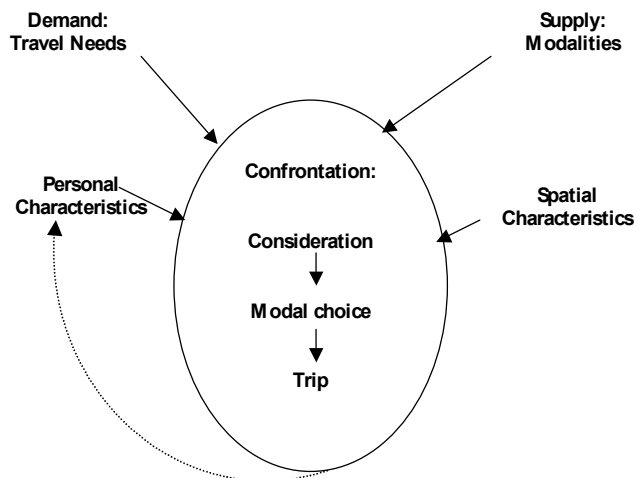 Demand:
Travel Needs
Supply:
Modalities
Confrontation:
Personal
Characteristics
Spatial
Characteristics
Consideration
Modal choice
Trip